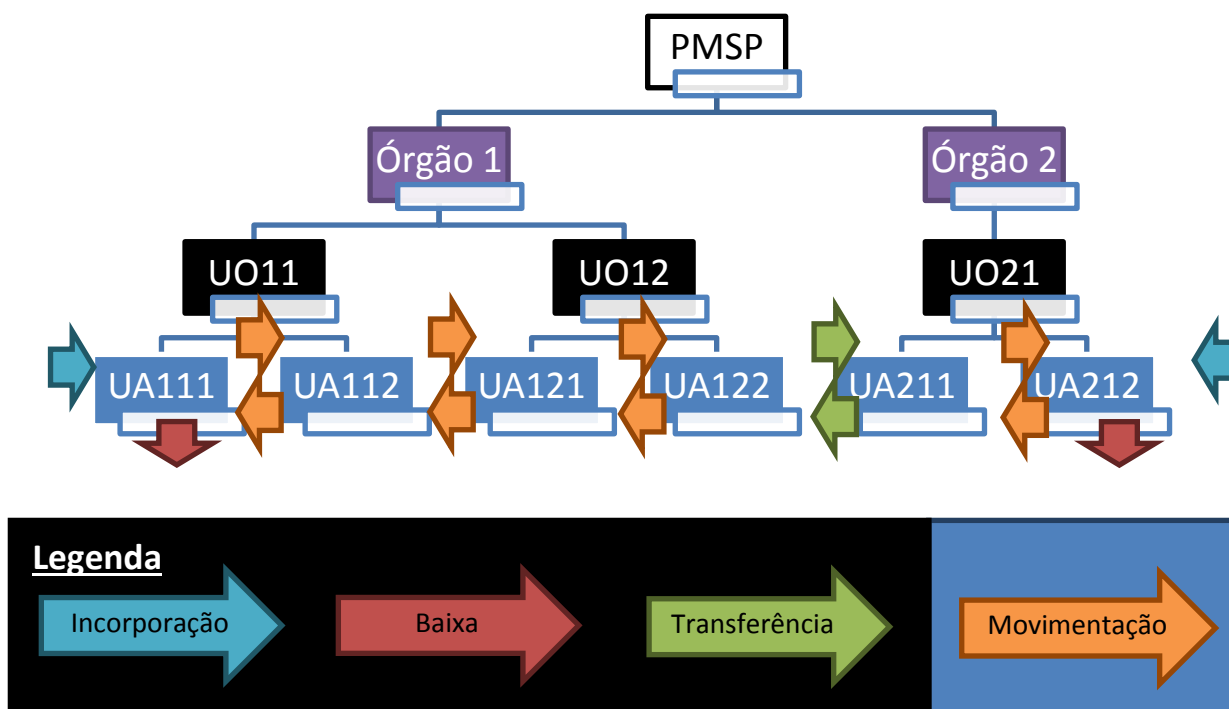 PMSP
Órgão 1
Órgão 2
UO11
UO12
UO21
UA111
UA112
UA121
UA122
UA211
UA212
Legenda
Incorporação
Baixa
Transferência
Movimentação